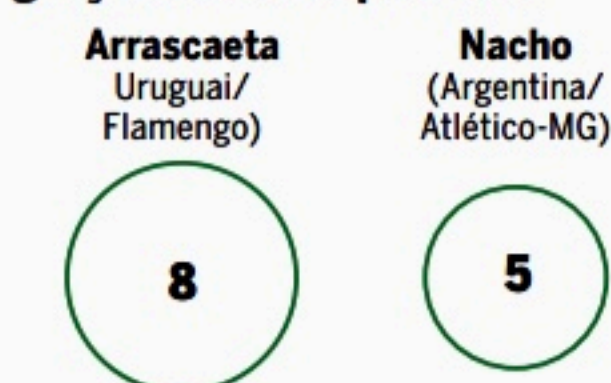 Arrascaeta
Uruguai/
Flamengo)
8
Nacho
(Argentina/
Atlético-MG)
5